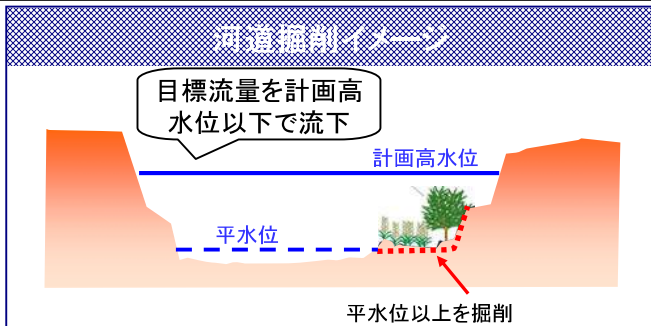 河道掘削イメージ
目標流量を計画高
水位以下で流下
計画高水位
平水位
平水位以上を掘削